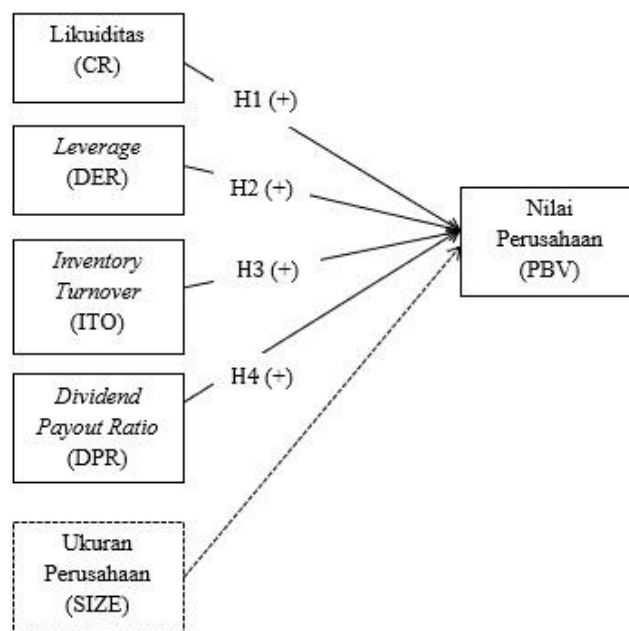 Likuiditas
(CR)
H1 (+)
Leverage
(DER)
H2 (+)
Nilai
Perusahaan
(PBV)
Inventory
Turnover
(ITO)
H3 (+)
Dividend
Payout Ratio
(DPR)
H4 (+)
Ukuran
Perusahaan
(SIZE)